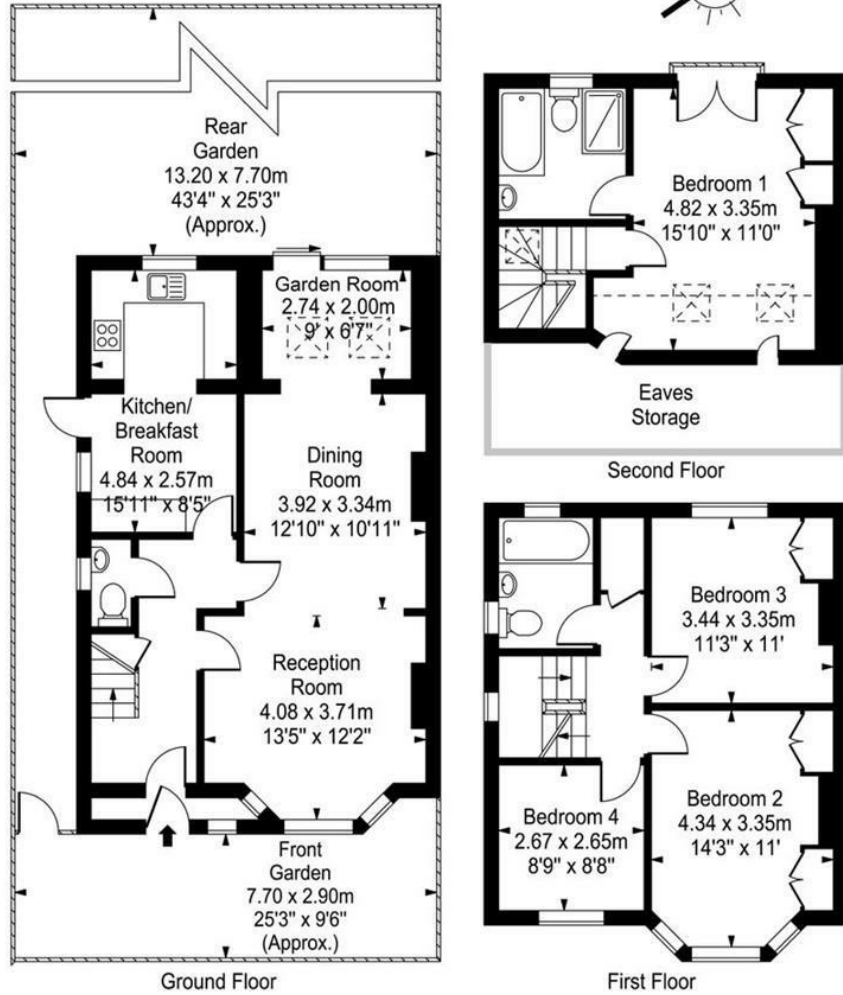 Rear
Garden
13.20 x 7.70m
43'4" x 25'3"
(Approx.)
Garden Room
2.74 x 2.00m
9' x 6'7"
Kitchen/
Breakfast
Room
4.84 x 2.57m
15'11" x 8'5"
Dining
Room
3.92 x 3.34m
12'10" x 10'11"
Reception
Room
4.08 x 3.71m
13'5" x 12'2"
Front
Garden
7.70 x 2.90m
25'3" x 9'6"
(Approx.)
Ground Floor
Bedroom 1
4.82 x 3.35m
15'10" x 11'0"
Eaves
Storage
Second Floor
Bedroom 3
3.44 x 3.35m
11'3" x 11'
Bedroom 2
4.34 x 3.35m
14'3" x 11'
Bedroom 4
2.67 x 2.65m
8'9" x 8'8"
First Floor